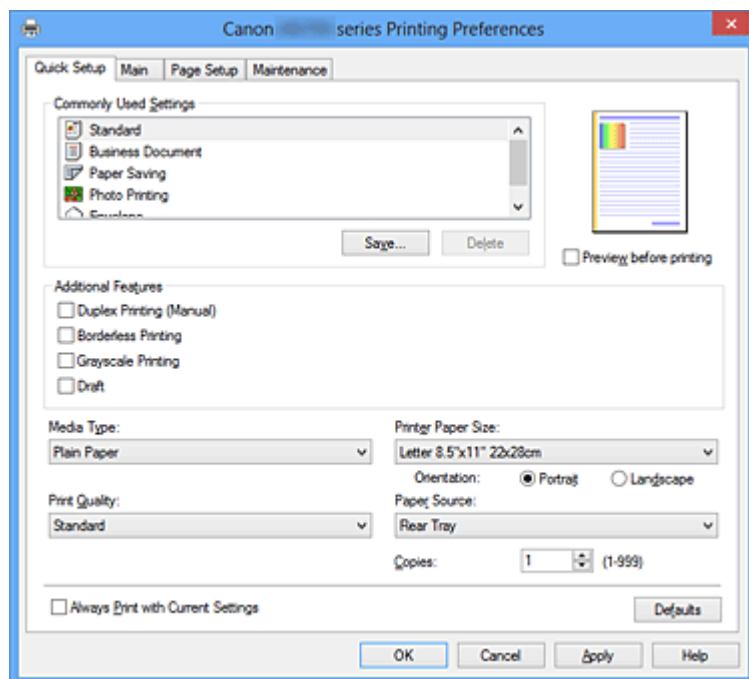 Canon series Printing Preferences
Quick Setup Main Page Setup Maintenance
Commonly Used Settings
Standard
Business Document
Paper Saving
Photo Printing
Envelope
Save... Delete
Preview before printing
Additional Features
Duplex Printing (Manual)
Borderless Printing
Grayscale Printing
Draft
Media Type:
Plain Paper
Printer Paper Size:
Letter 8.5"x11" 22x28cm
Orientation: Portrait Landscape
Print Quality:
Standard
Paper Source:
Rear Tray
Copies: 1 (1-999)
Always Print with Current Settings
Defaults
OK Cancel Apply Help